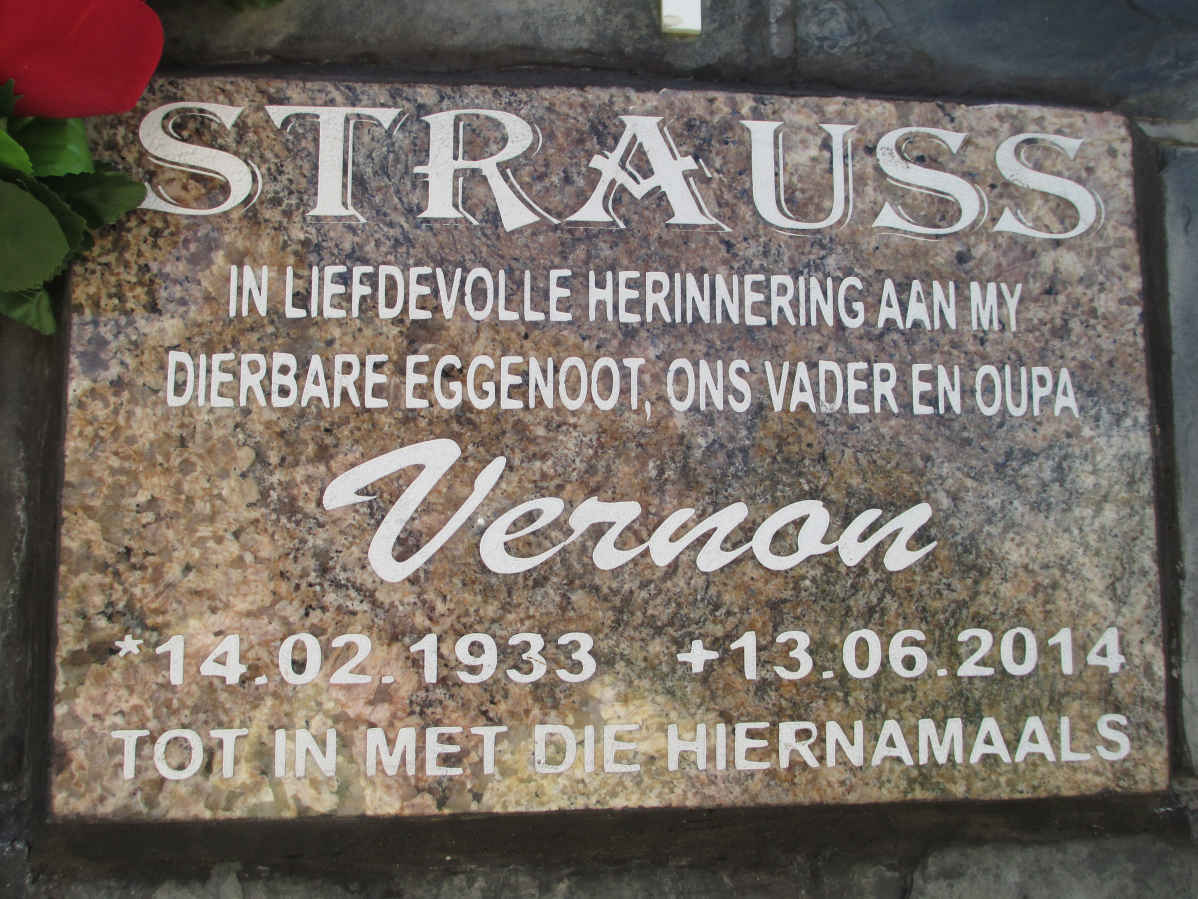 STRAUSS
IN LIEFDEVOLLE HERINNERING AAN MY
DIERBARE EGGENOOT, ONS VADER EN OUPA
Vernon
*14.02.1933 +13.06.2014
TOT IN MET DIE HIERNAMAALS